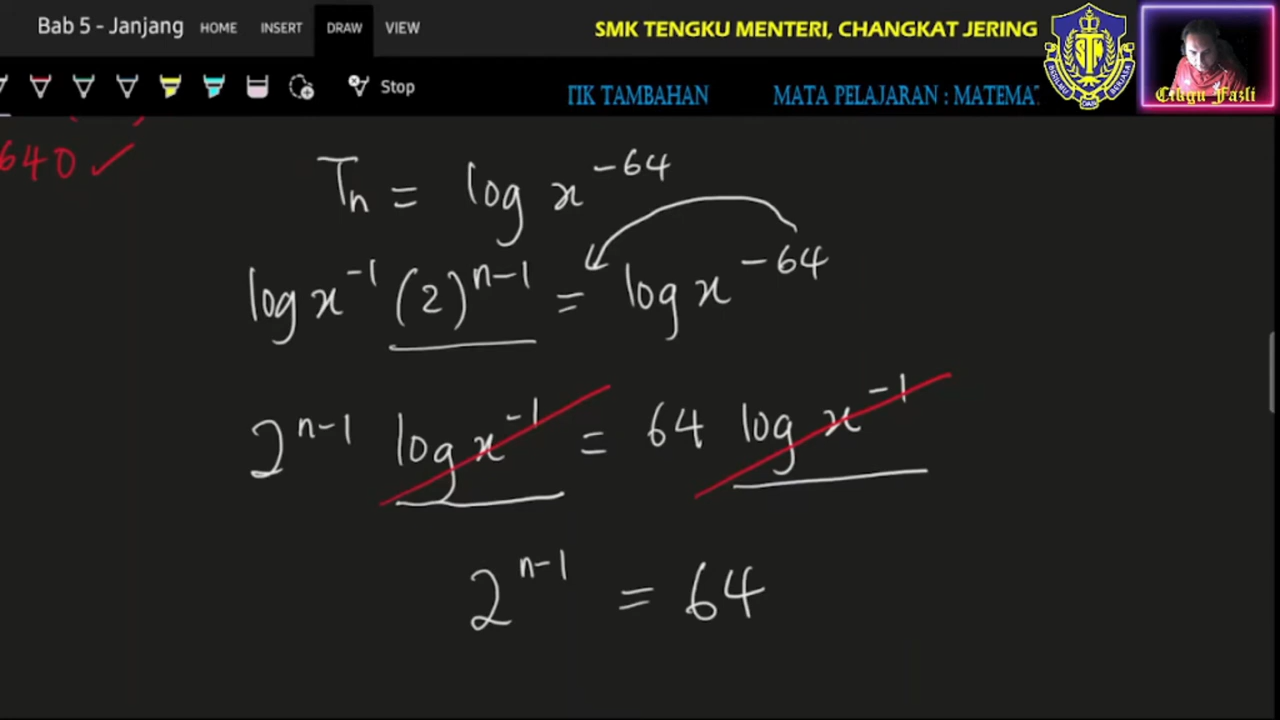 Bab 5 - Janjang HOME INSERT DRAW VIEW
SMK TENGKU MENTERI, CHANGKAT JERING
Stop
TIK TAMBAHAN MATA PELAJARAN : MATEMAT
Cikgu Fazli
640 ✓
Tn = log x^-64
log x^-1 (2)^n-1 = log x^-64
2^n-1 log x^-1 = 64 log x^-1
2^n-1 = 64